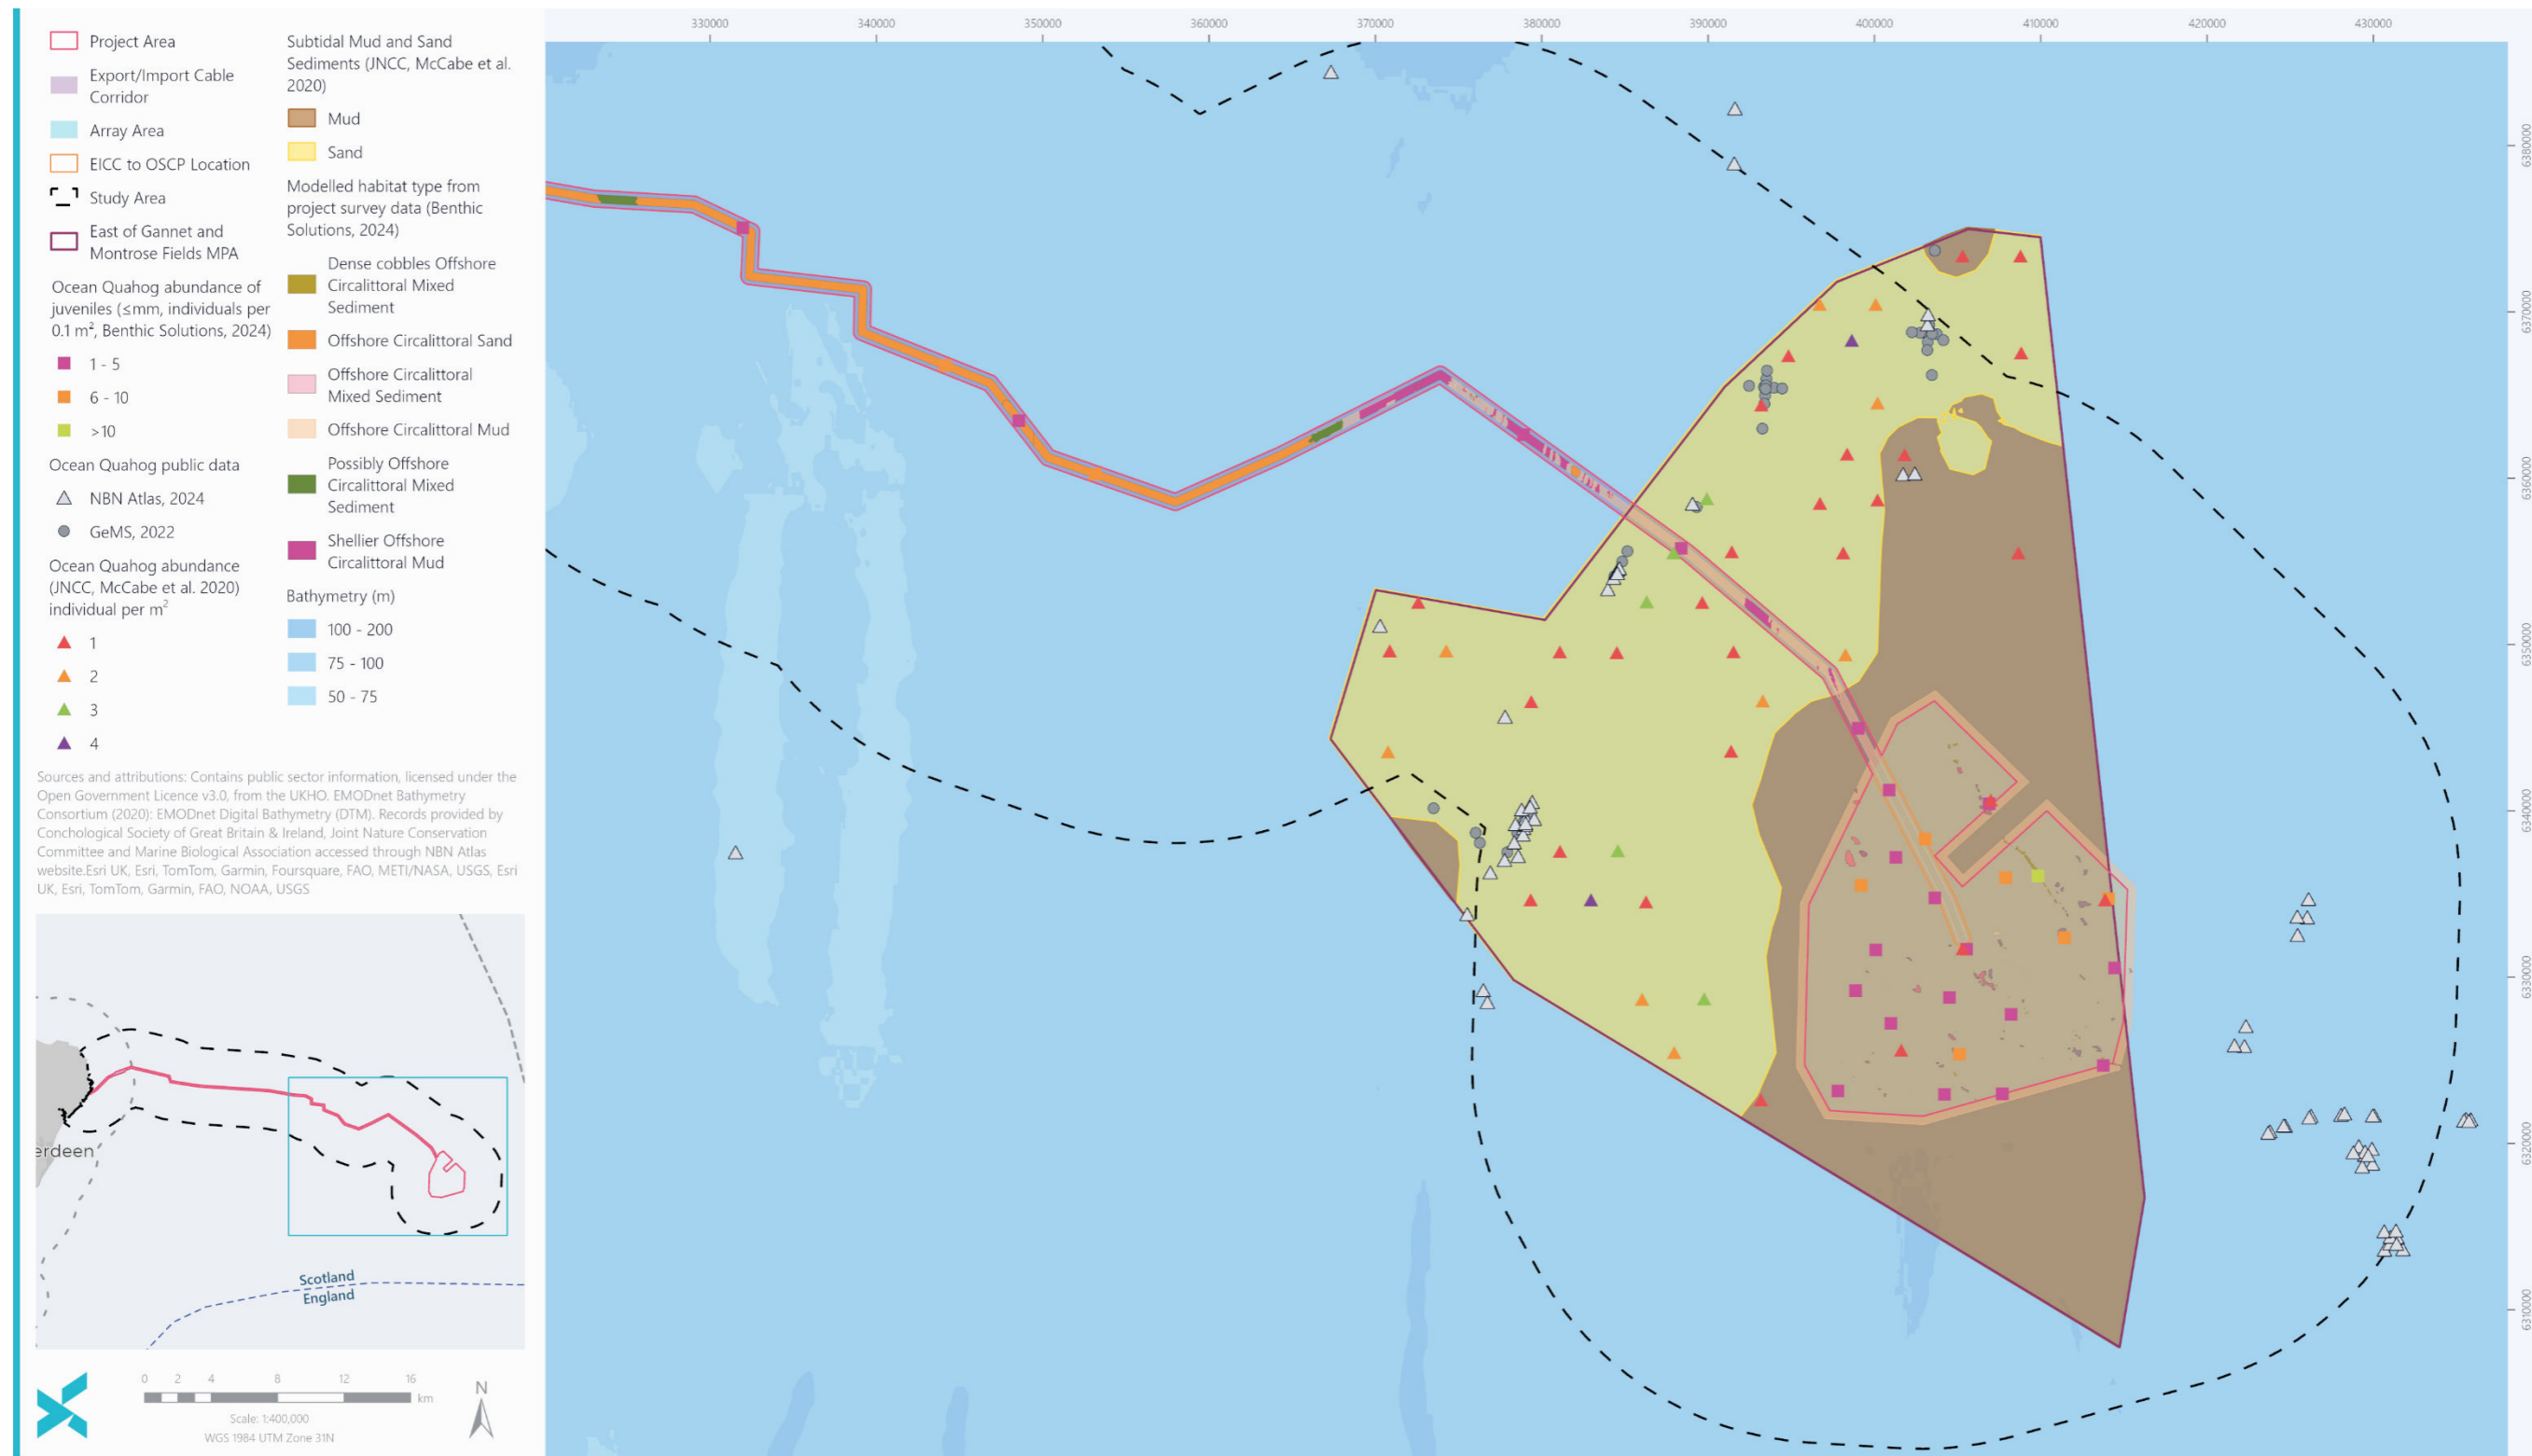 Project Area
Export/Import Cable
Corridor
Array Area
EICC to OSCP Location
Study Area
East of Gannet and
Montrose Fields MPA
Ocean Quahog abundance of
juveniles (≤mm, individuals per
0.1 m², Benthic Solutions, 2024)
1 - 5
6 - 10
>10
Ocean Quahog public data
NBN Atlas, 2024
GeMS, 2022
Ocean Quahog abundance
(JNCC, McCabe et al. 2020)
individual per m²
1
2
3
4
Subtidal Mud and Sand
Sediments (JNCC, McCabe et al.
2020)
Mud
Sand
Modelled habitat type from
project survey data (Benthic
Solutions, 2024)
Dense cobbles Offshore
Circalittoral Mixed
Sediment
Offshore Circalittoral Sand
Offshore Circalittoral
Mixed Sediment
Offshore Circalittoral Mud
Possibly Offshore
Circalittoral Mixed
Sediment
Shellier Offshore
Circalittoral Mud
Bathymetry (m)
100 - 200
75 - 100
50 - 75
Sources and attributions: Contains public sector information, licensed under the
Open Government Licence v3.0, from the UKHO. EMODnet Bathymetry
Consortium (2020): EMODnet Digital Bathymetry (DTM). Records provided by
Conchological Society of Great Britain & Ireland, Joint Nature Conservation
Committee and Marine Biological Association accessed through NBN Atlas
website.Esri UK, Esri, TomTom, Garmin, Foursquare, FAO, METI/NASA, USGS, Esri
UK, Esri, TomTom, Garmin, FAO, NOAA, USGS
erdeen
Scotland
England
0 2 4 8 12 16
km
Scale: 1:400,000
WGS 1984 UTM Zone 31N
N
330000 340000 350000 360000 370000 380000 390000 400000 410000 420000 430000
6380000
6370000
6360000
6350000
6340000
6330000
6320000
6310000